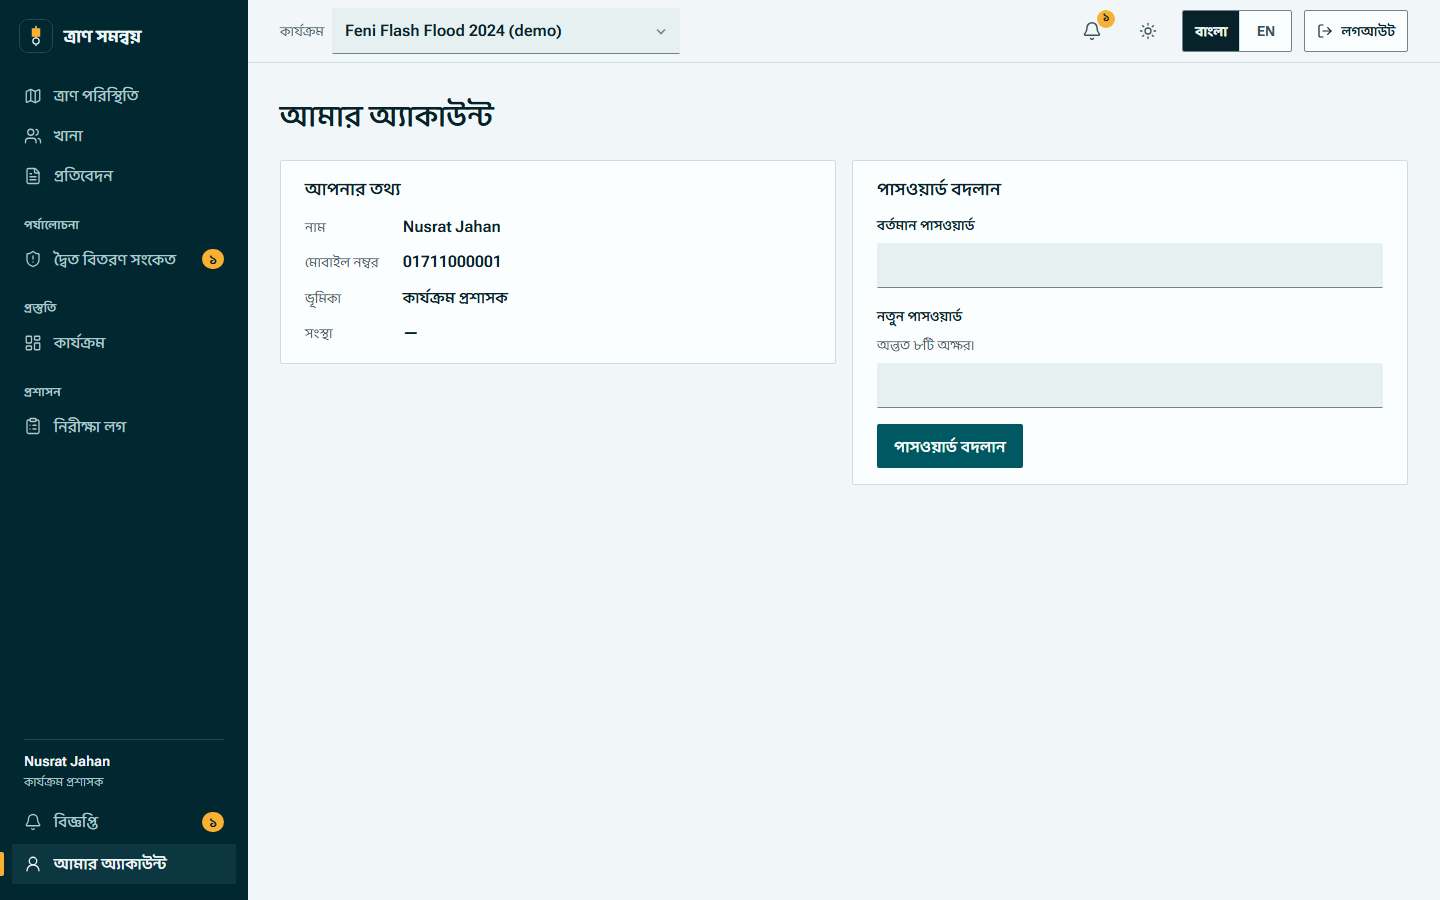 ত্রাণ সমন্বয়
ত্রাণ পরিস্থিতি
খানা
প্রতিবেদন
পর্যালোচনা
দ্বৈত বিতরণ সংকেত ১
প্রস্তুতি
কার্যক্রম
প্রশাসন
নিরীক্ষা লগ
Nusrat Jahan
কার্যক্রম প্রশাসক
বিজ্ঞপ্তি ১
আমার অ্যাকাউন্ট
কার্যক্রম Feni Flash Flood 2024 (demo) ১ বাংলা EN লগআউট
আমার অ্যাকাউন্ট
আপনার তথ্য
নাম Nusrat Jahan
মোবাইল নম্বর 01711000001
ভূমিকা কার্যক্রম প্রশাসক
সংস্থা —
পাসওয়ার্ড বদলান
বর্তমান পাসওয়ার্ড
নতুন পাসওয়ার্ড
অন্তত ৮টি অক্ষর।
পাসওয়ার্ড বদলান